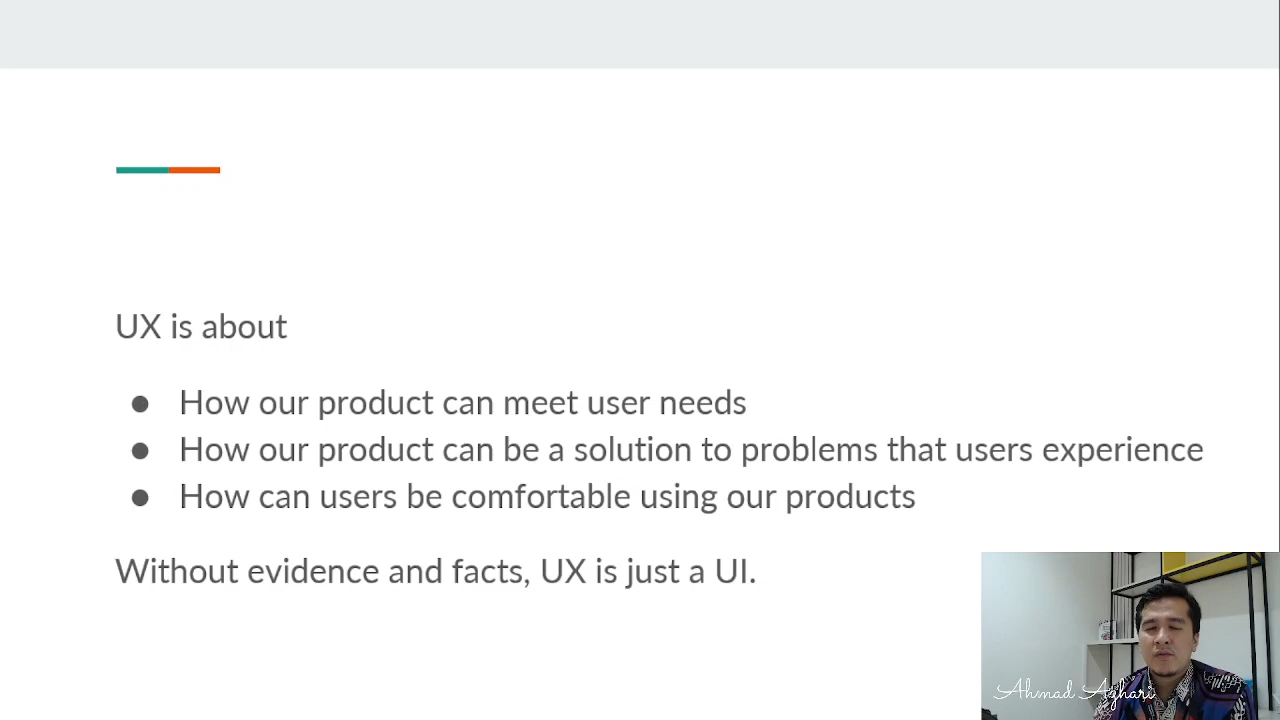 UX is about
● How our product can meet user needs
● How our product can be a solution to problems that users experience
● How can users be comfortable using our products
Without evidence and facts, UX is just a UI.
Ahmad Azhari